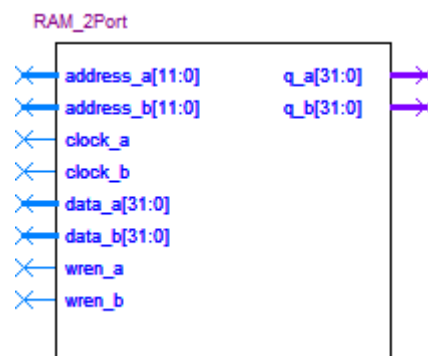 RAM_2Port
address_a[11:0] q_a[31:0]
address_b[11:0] q_b[31:0]
clock_a
clock_b
data_a[31:0]
data_b[31:0]
wren_a
wren_b